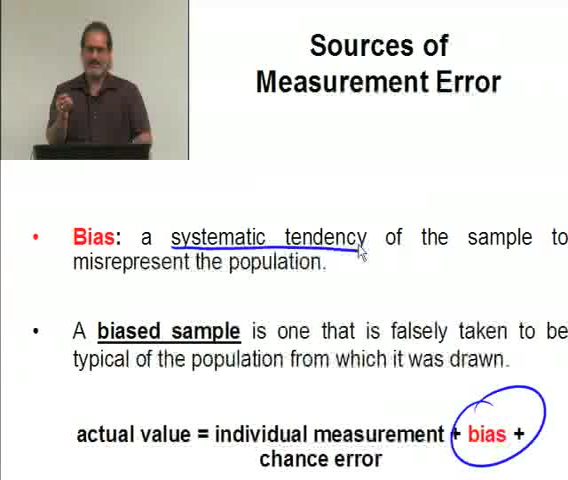 Sources of
Measurement Error
• Bias: a systematic tendency of the sample to
misrepresent the population.
• A biased sample is one that is falsely taken to be
typical of the population from which it was drawn.
actual value = individual measurement + bias +
chance error